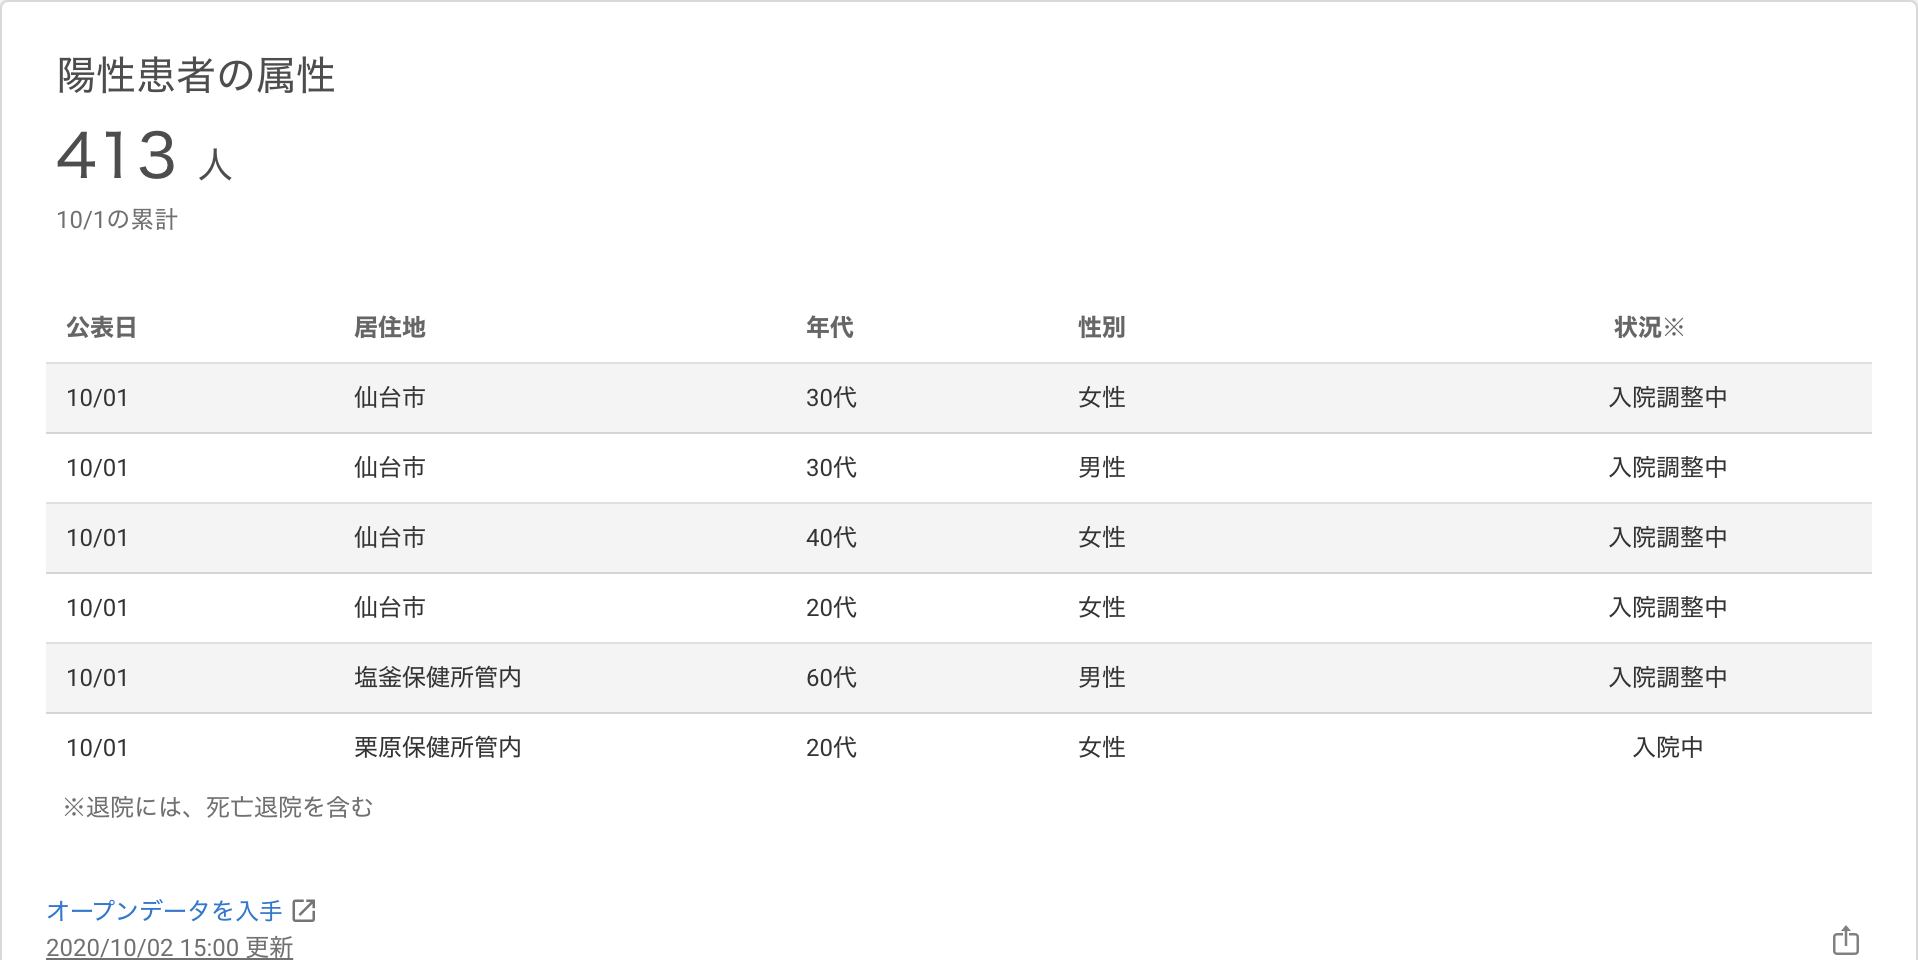 陽性患者の属性
413 人
10/1の累計
公表日 居住地 年代 性別 状況※
10/01 仙台市 30代 女性 入院調整中
10/01 仙台市 30代 男性 入院調整中
10/01 仙台市 40代 女性 入院調整中
10/01 仙台市 20代 女性 入院調整中
10/01 塩釜保健所管内 60代 男性 入院調整中
10/01 栗原保健所管内 20代 女性 入院中
※退院には、死亡退院を含む
オープンデータを入手
2020/10/02 15:00 更新